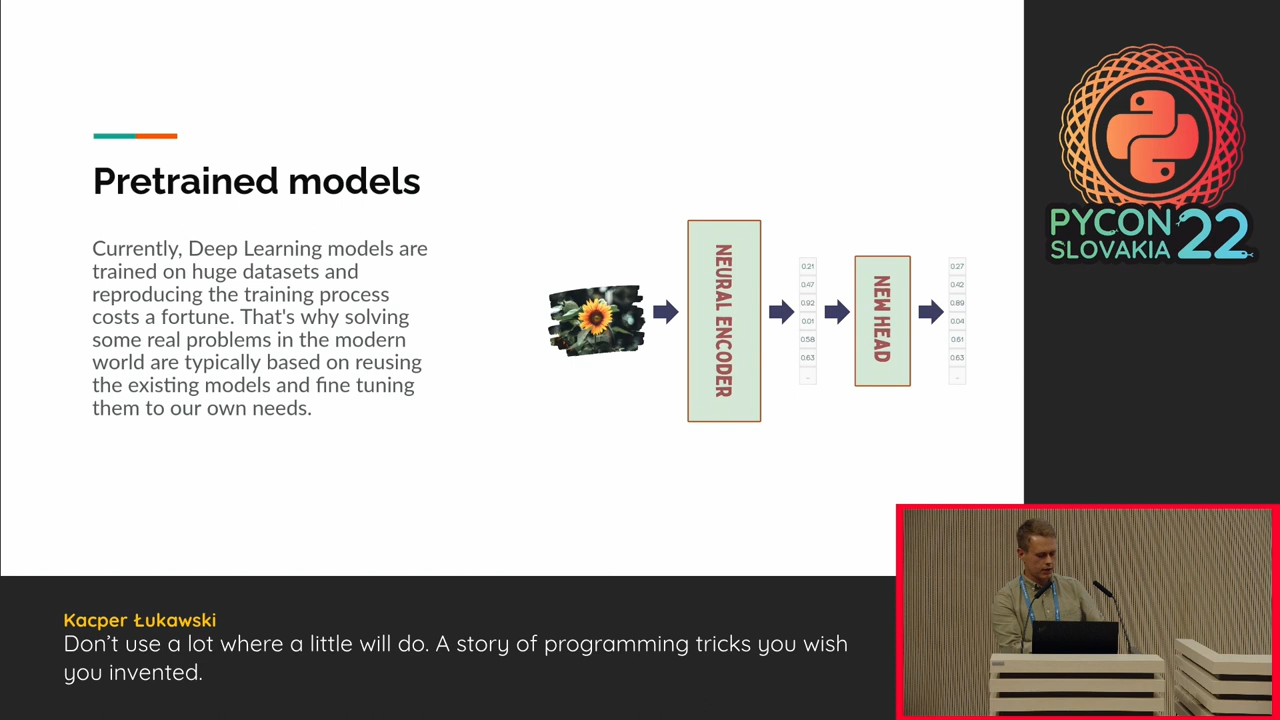 Pretrained models
Currently, Deep Learning models are
trained on huge datasets and
reproducing the training process
costs a fortune. That's why solving
some real problems in the modern
world are typically based on reusing
the existing models and fine tuning
them to our own needs.
NEURAL ENCODER
0.21
0.47
0.92
0.01
0.58
0.63
...
NEW HEAD
0.27
0.42
0.89
0.04
0.61
0.63
...
PYCON
SLOVAKIA
22
Kacper Łukawski
Don’t use a lot where a little will do. A story of programming tricks you wish
you invented.